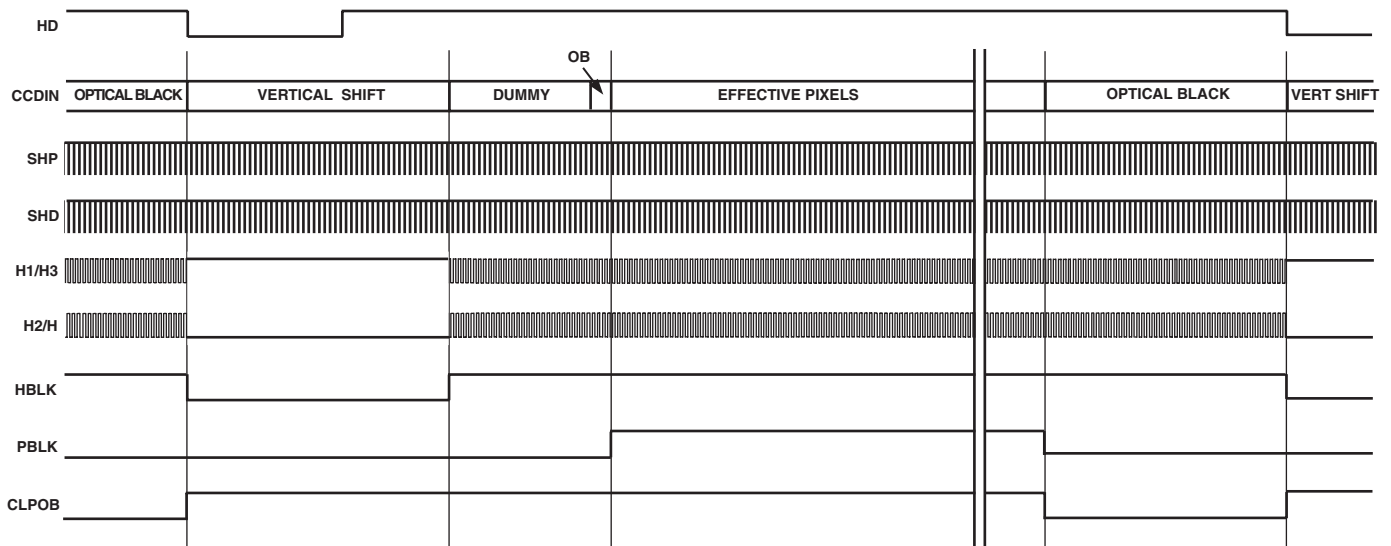 HD
OB
CCDIN OPTICAL BLACK VERTICAL SHIFT DUMMY EFFECTIVE PIXELS OPTICAL BLACK VERT SHIFT
SHP
SHD
H1/H3
H2/H
HBLK
PBLK
CLPOB